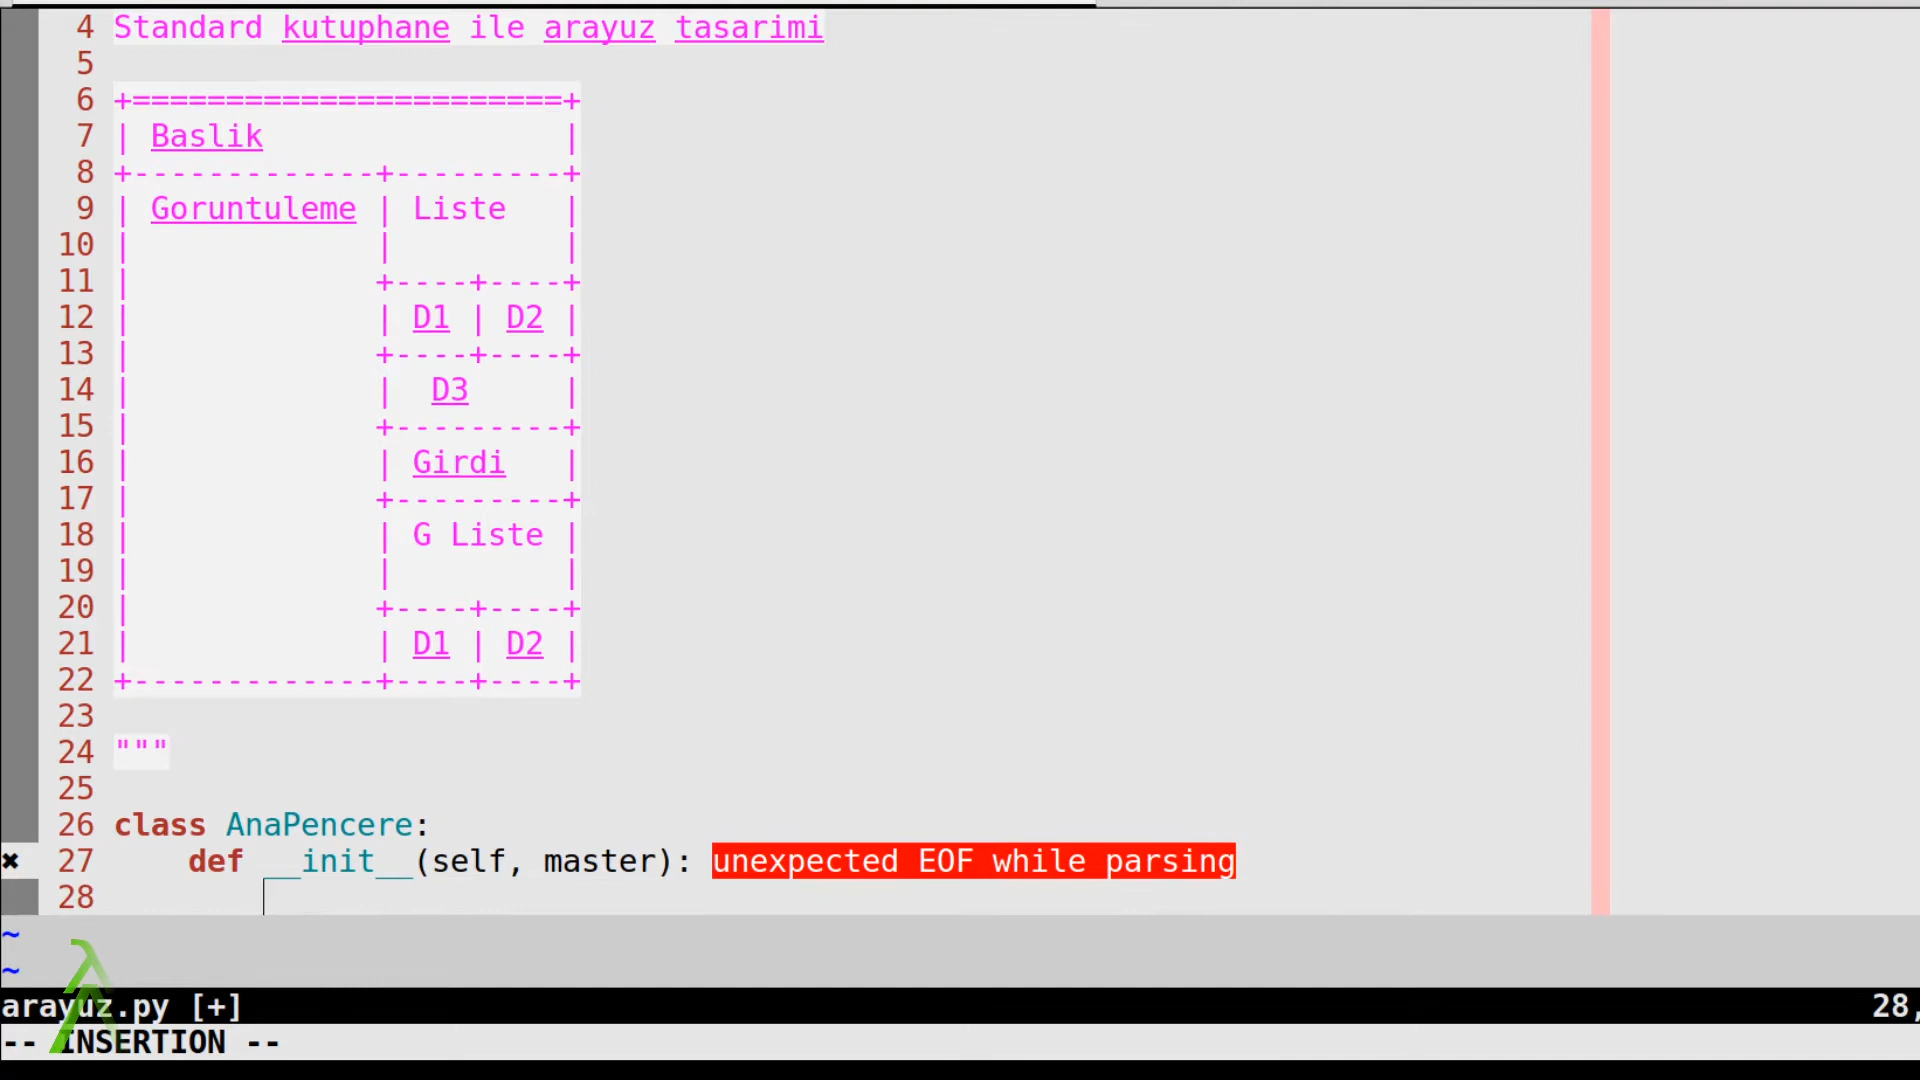 4 Standard kutuphane ile arayuz tasarimi
5
6 +=======================+
7 | Baslik                |
8 +-------------+---------+
9 | Goruntuleme | Liste   |
10 |             |         |
11 |             +----+----+
12 |             | D1 | D2 |
13 |             +----+----+
14 |             |  D3     |
15 |             +---------+
16 |             | Girdi   |
17 |             +---------+
18 |             | G Liste |
19 |             |         |
20 |             +----+----+
21 |             | D1 | D2 |
22 +-------------+----+----+
23
24 """
25
26 class AnaPencere:
✖ 27     def __init__(self, master): unexpected EOF while parsing
28
~
~
arayuz.py [+] 28,
-- INSERTION --